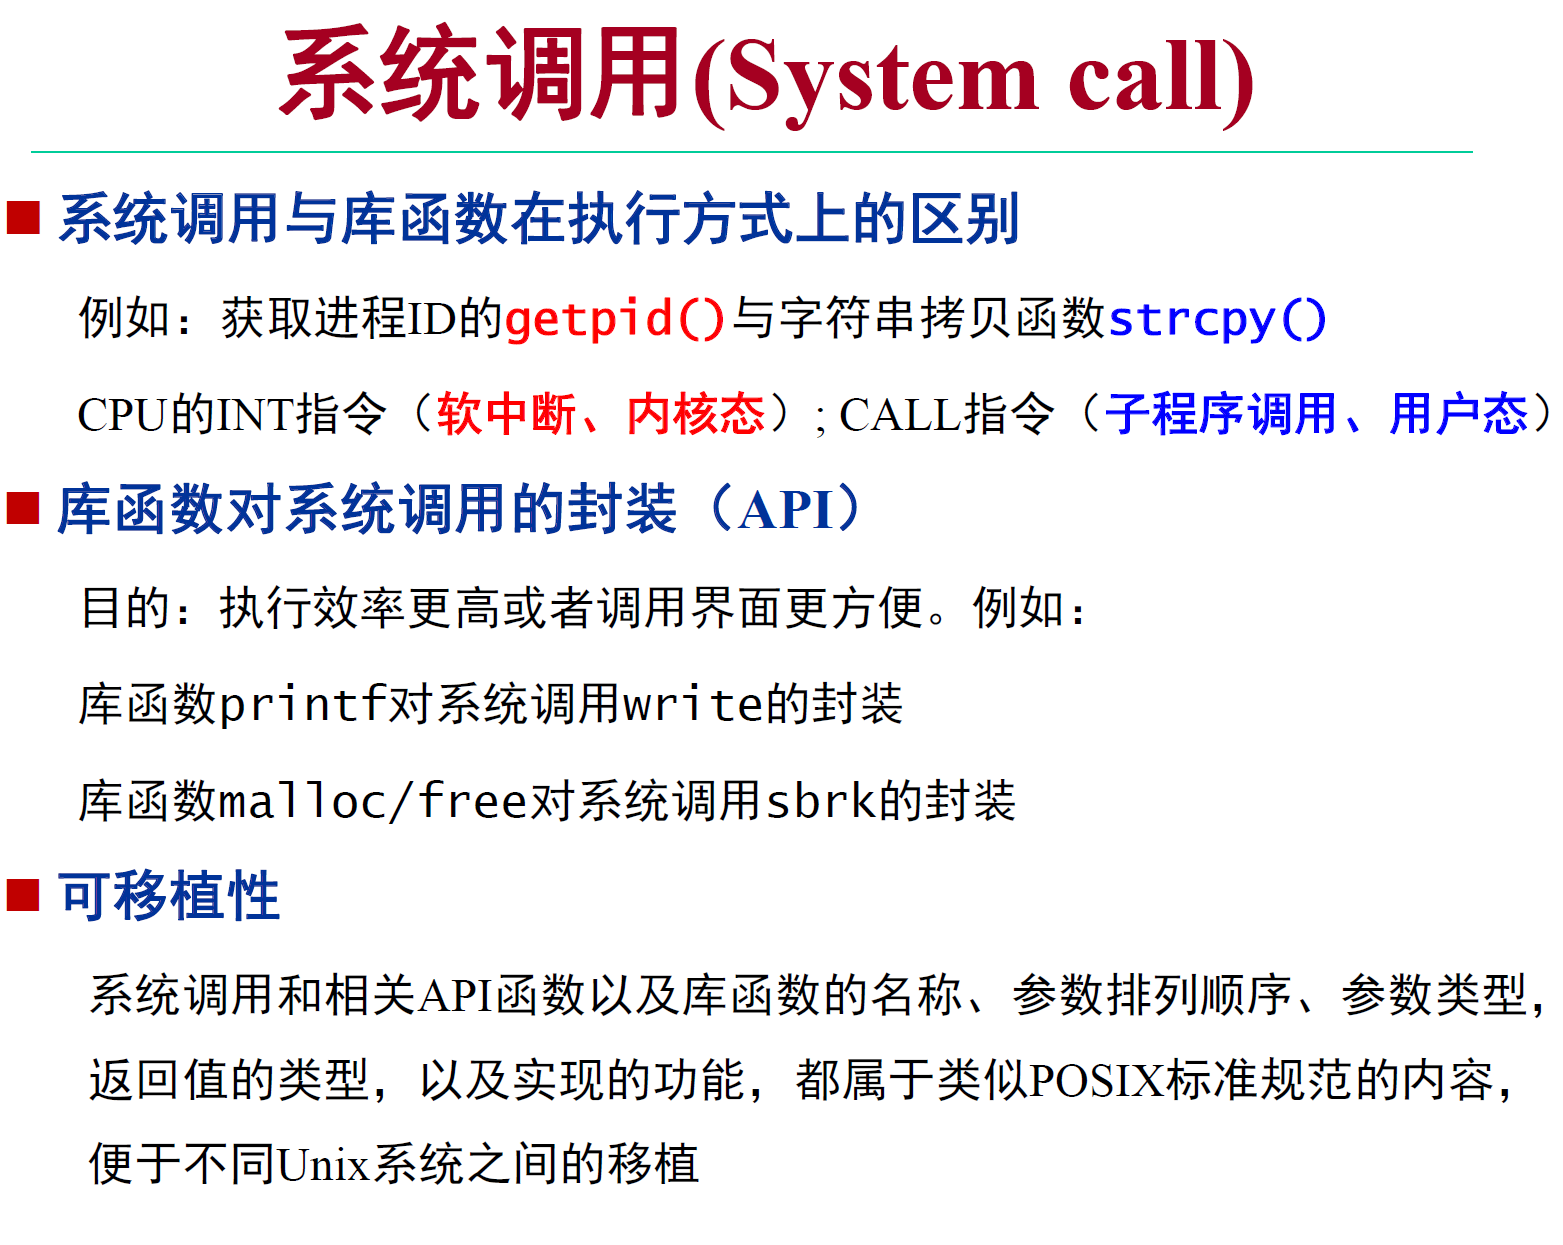 系统调用(System call)
系统调用与库函数在执行方式上的区别
例如：获取进程ID的getpid()与字符串拷贝函数strcpy()
CPU的INT指令（软中断、内核态）; CALL指令（子程序调用、用户态）
库函数对系统调用的封装（API）
目的：执行效率更高或者调用界面更方便。例如：
库函数printf对系统调用write的封装
库函数malloc/free对系统调用sbrk的封装
可移植性
系统调用和相关API函数以及库函数的名称、参数排列顺序、参数类型，
返回值的类型，以及实现的功能，都属于类似POSIX标准规范的内容，
便于不同Unix系统之间的移植